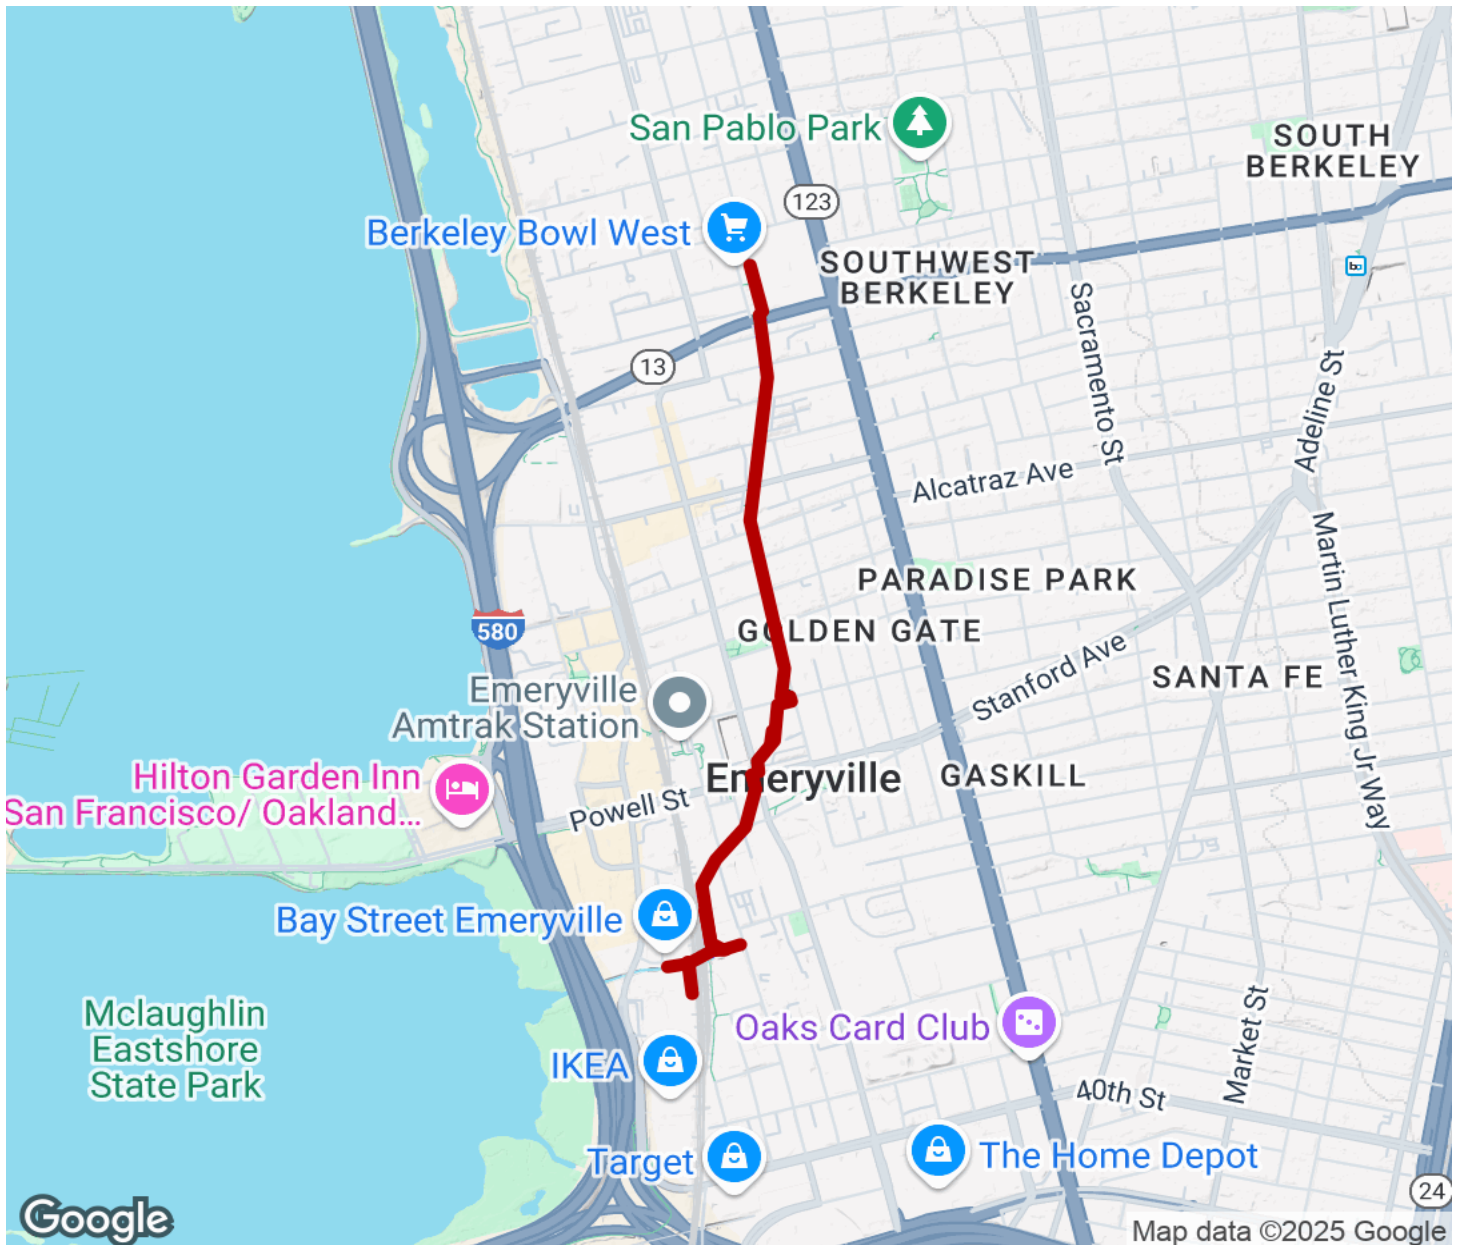 San Pablo Park
SOUTH
BERKELEY
123
Berkeley Bowl West
SOUTHWEST
BERKELEY
Sacramento St
13
Adeline St
Alcatraz Ave
Martin Luther King Jr Way
PARADISE PARK
580
GOLDEN GATE
Stanford Ave
SANTA FE
Emeryville
Amtrak Station
Hilton Garden Inn
San Francisco/ Oakland...
Emeryville
GASKILL
Powell St
Bay Street Emeryville
Mclaughlin
Eastshore
State Park
Oaks Card Club
Market St
IKEA
40th St
Target
The Home Depot
24
Google
Map data ©2025 Google